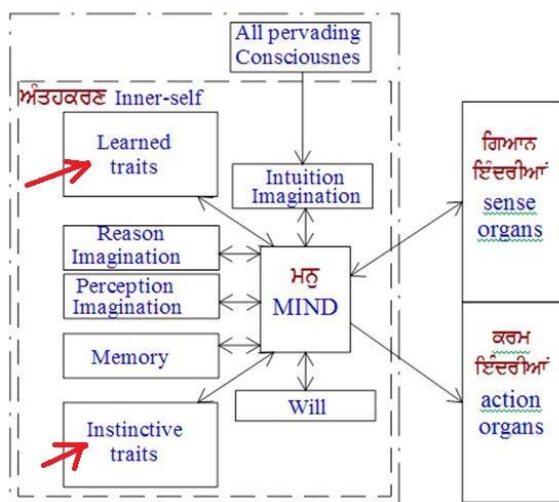 All pervading
Consciousnes
ਅੰਤਹਕਰਣ Inner-self
Learned
traits
Intuition
Imagination
Reason
Imagination
Perception
Imagination
Memory
Instinctive
traits
ਮਨੁ
MIND
Will
ਗਿਆਨ
ਇੰਦਰੀਆਂ
sense
organs
ਕਰਮ
ਇੰਦਰੀਆਂ
action
organs